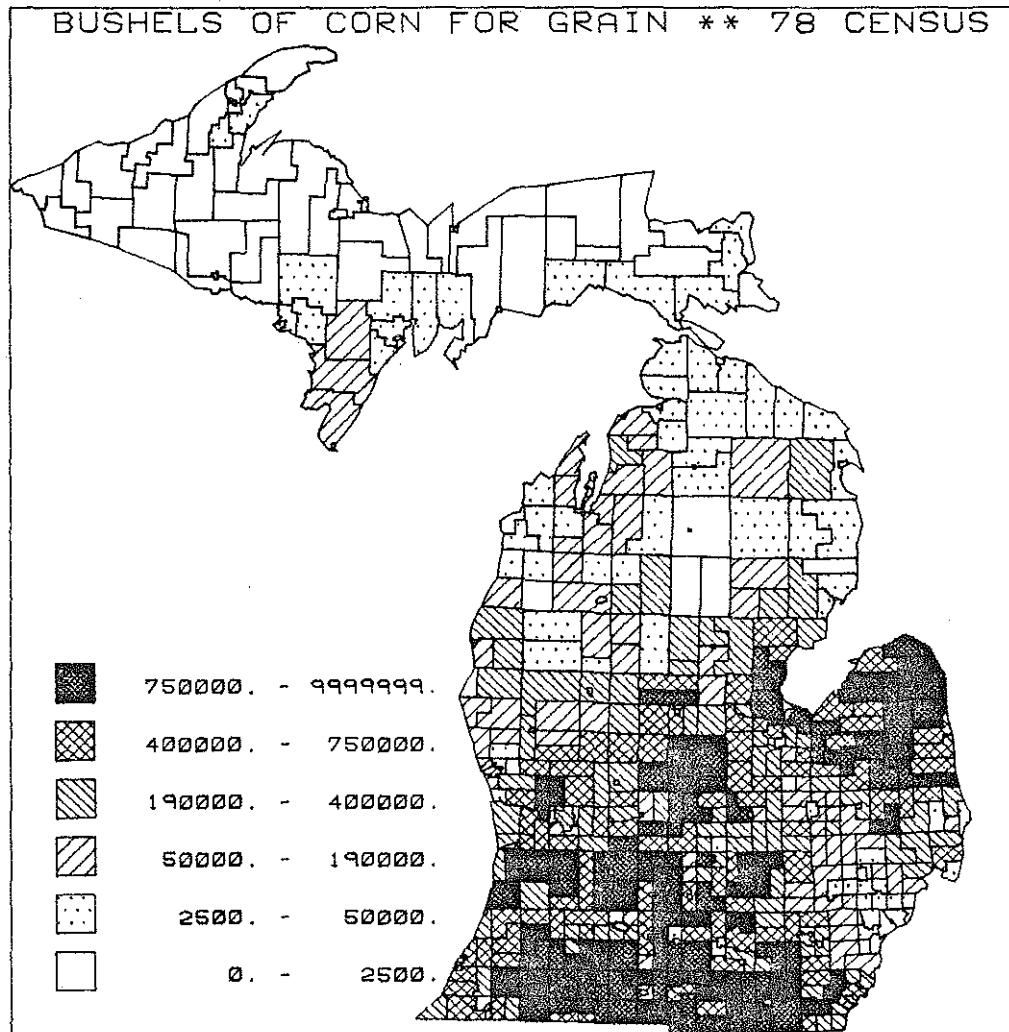 BUSHELS OF CORN FOR GRAIN ** 78 CENSUS
750000. - 9999999.
400000. - 750000.
190000. - 400000.
50000. - 190000.
2500. - 50000.
0. - 2500.